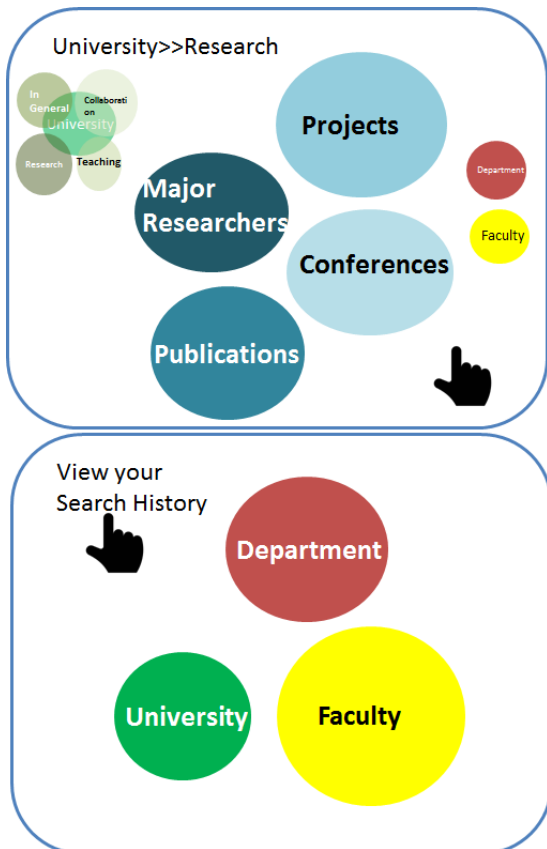 University>>Research
In
General
Collaborati
on
University
Research
Teaching
Projects
Major
Researchers
Department
Faculty
Conferences
Publications
View your
Search History
Department
University
Faculty